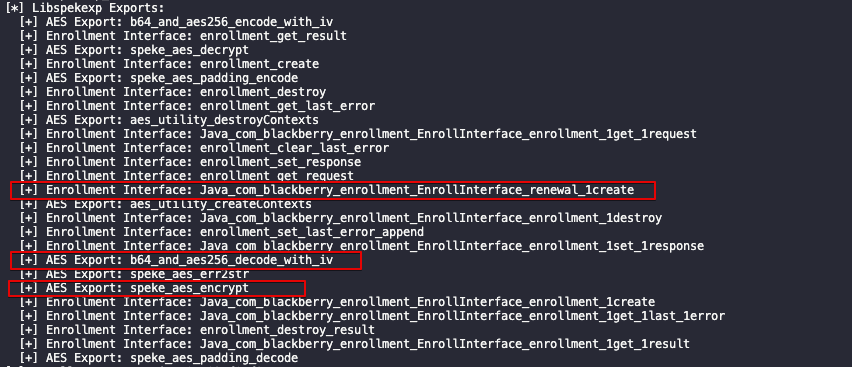 [*] Libspekexp Exports:
[+] AES Export: b64_and_aes256_encode_with_iv
[+] Enrollment Interface: enrollment_get_result
[+] AES Export: speke_aes_decrypt
[+] Enrollment Interface: enrollment_create
[+] AES Export: speke_aes_padding_encode
[+] Enrollment Interface: enrollment_destroy
[+] Enrollment Interface: enrollment_get_last_error
[+] AES Export: aes_utility_destroyContexts
[+] Enrollment Interface: Java_com_blackberry_enrollment_EnrollInterface_enrollment_1get_1request
[+] Enrollment Interface: enrollment_clear_last_error
[+] Enrollment Interface: enrollment_set_response
[+] Enrollment Interface: enrollment_get_request
[+] Enrollment Interface: Java_com_blackberry_enrollment_EnrollInterface_renewal_1create
[+] AES Export: aes_utility_createContexts
[+] Enrollment Interface: Java_com_blackberry_enrollment_EnrollInterface_enrollment_1destroy
[+] Enrollment Interface: enrollment_set_last_error_append
[+] Enrollment Interface: Java_com_blackberry_enrollment_EnrollInterface_enrollment_1set_1response
[+] AES Export: b64_and_aes256_decode_with_iv
[+] AES Export: speke_aes_err2str
[+] AES Export: speke_aes_encrypt
[+] Enrollment Interface: Java_com_blackberry_enrollment_EnrollInterface_enrollment_1create
[+] Enrollment Interface: Java_com_blackberry_enrollment_EnrollInterface_enrollment_1get_1last_1error
[+] Enrollment Interface: enrollment_destroy_result
[+] Enrollment Interface: Java_com_blackberry_enrollment_EnrollInterface_enrollment_1get_1result
[+] AES Export: speke_aes_padding_decode